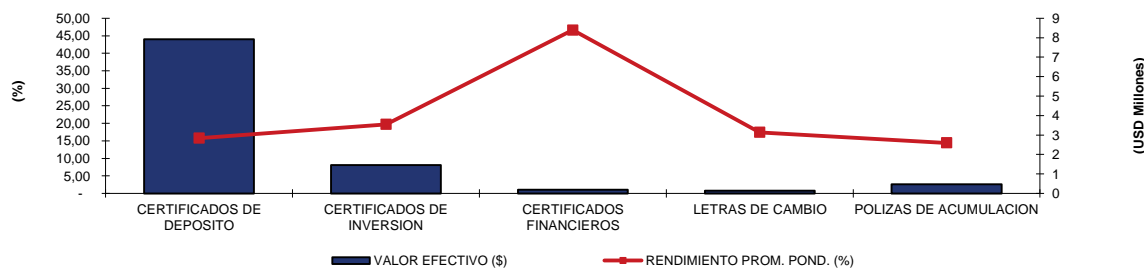 50,00
45,00
40,00
35,00
30,00
25,00
20,00
15,00
10,00
5,00
-
(%)
9
8
7
6
5
4
3
2
1
0
(USD Millones)
CERTIFICADOS DE DEPOSITO
CERTIFICADOS DE INVERSION
CERTIFICADOS FINANCIEROS
LETRAS DE CAMBIO
POLIZAS DE ACUMULACION
VALOR EFECTIVO ($)
RENDIMIENTO PROM. POND. (%)